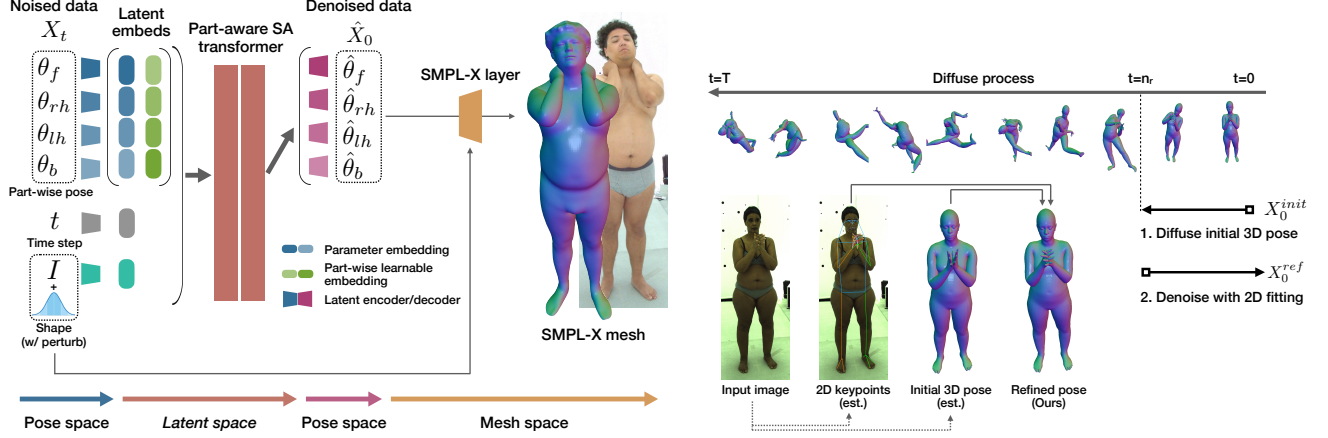 Noised data
X_t
Latent
embeds
Part-aware SA
transformer
Denoised data
X̂_0
θ_f
θ_rh
θ_lh
θ_b
Part-wise pose
θ̂_f
θ̂_rh
θ̂_lh
θ̂_b
SMPL-X layer
t
Time step
I
+
Shape
(w/ perturb)
Parameter embedding
Part-wise learnable
embedding
Latent encoder/decoder
SMPL-X mesh
Pose space
Latent space
Pose space
Mesh space
t=T
Diffuse process
t=n_r
t=0
X_0^{init}
1. Diffuse initial 3D pose
X_0^{ref}
2. Denoise with 2D fitting
Input image
2D keypoints
(est.)
Initial 3D pose
(est.)
Refined pose
(Ours)